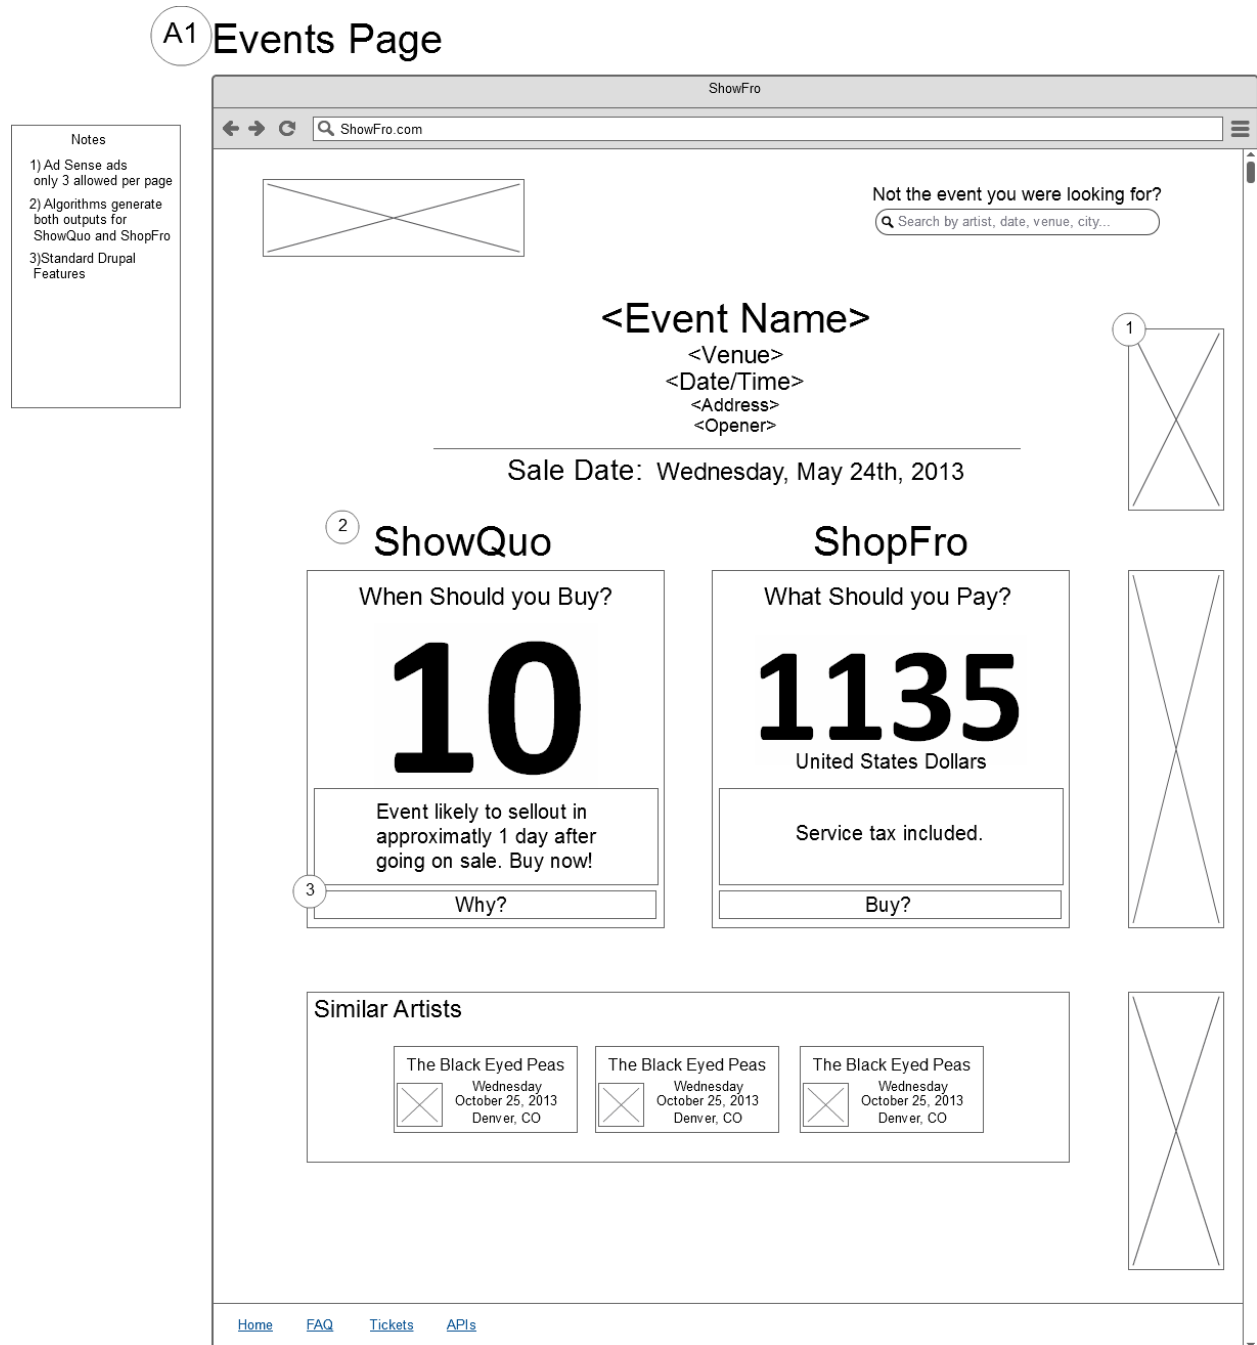 A1 Events Page
ShowFro
ShowFro.com
Notes
1) Ad Sense ads
only 3 allowed per page
2) Algorithms generate
both outputs for
ShowQuo and ShopFro
3)Standard Drupal
Features
Not the event you were looking for?
Search by artist, date, venue, city...
<Event Name>
<Venue>
<Date/Time>
<Address>
<Opener>
1
Sale Date: Wednesday, May 24th, 2013
2
ShowQuo
When Should you Buy?
10
Event likely to sellout in
approximatly 1 day after
going on sale. Buy now!
3
Why?
ShopFro
What Should you Pay?
1135
United States Dollars
Service tax included.
Buy?
Similar Artists
The Black Eyed Peas
Wednesday
October 25, 2013
Denver, CO
The Black Eyed Peas
Wednesday
October 25, 2013
Denver, CO
The Black Eyed Peas
Wednesday
October 25, 2013
Denver, CO
Home FAQ Tickets APIs